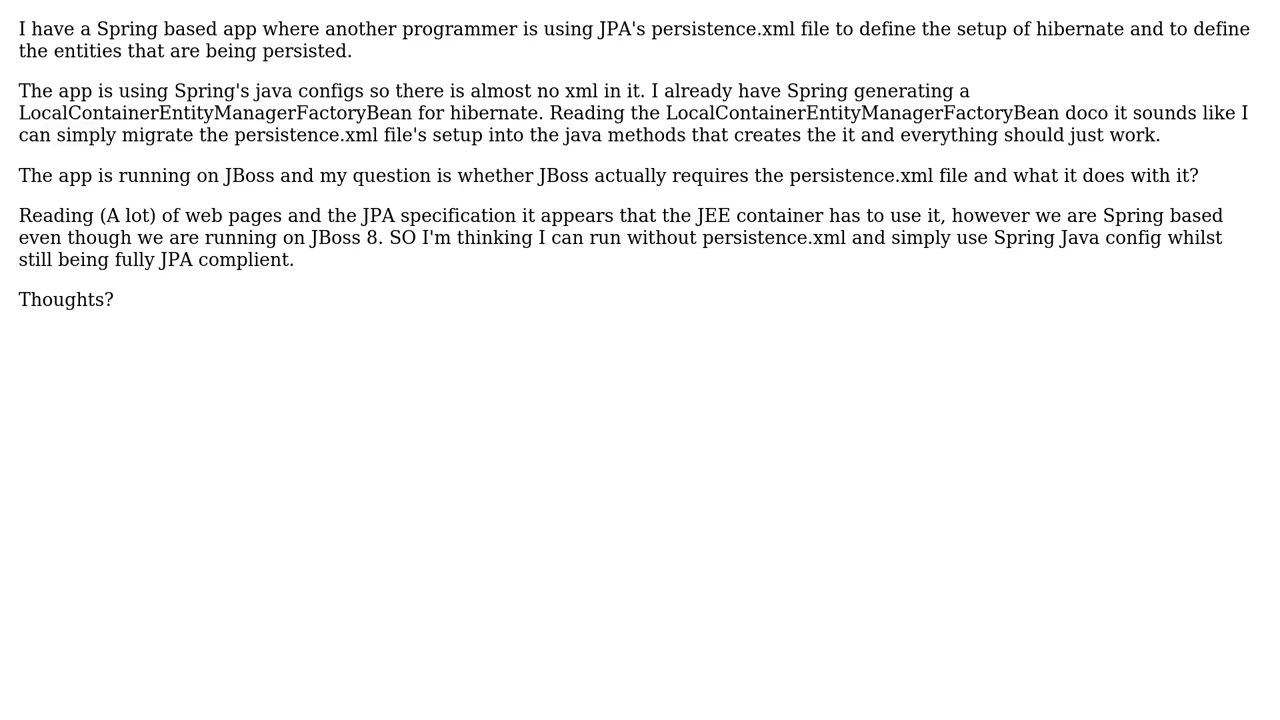 I have a Spring based app where another programmer is using JPA's persistence.xml file to define the setup of hibernate and to define
the entities that are being persisted.
The app is using Spring's java configs so there is almost no xml in it. I already have Spring generating a
LocalContainerEntityManagerFactoryBean for hibernate. Reading the LocalContainerEntityManagerFactoryBean doco it sounds like I
can simply migrate the persistence.xml file's setup into the java methods that creates the it and everything should just work.
The app is running on JBoss and my question is whether JBoss actually requires the persistence.xml file and what it does with it?
Reading (A lot) of web pages and the JPA specification it appears that the JEE container has to use it, however we are Spring based
even though we are running on JBoss 8. SO I'm thinking I can run without persistence.xml and simply use Spring Java config whilst
still being fully JPA complient.
Thoughts?